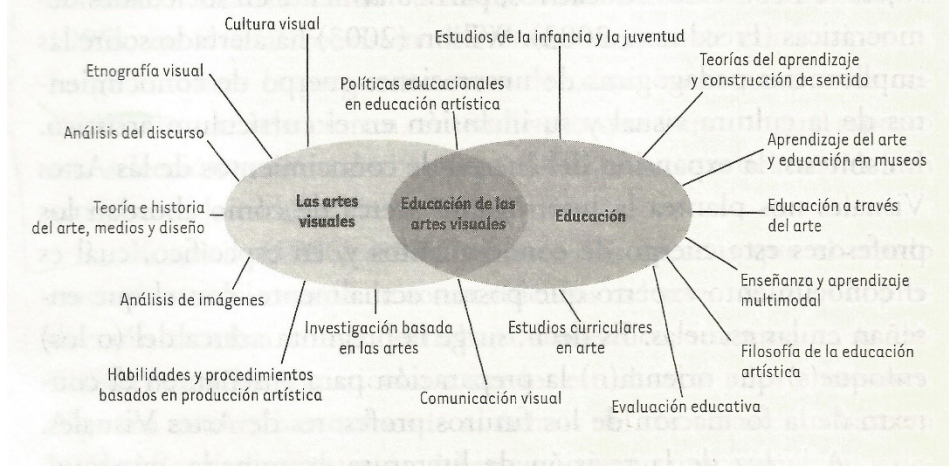 Cultura visual
Estudios de la infancia y la juventud
Etnografía visual
Políticas educacionales
en educación artística
Teorías del aprendizaje
y construcción de sentido
Análisis del discurso
Aprendizaje del arte
y educación en museos
Teoría e historia
del arte, medios y diseño
Las artes
visuales
Educación de las
artes visuales
Educación
Educación a través
del arte
Análisis de imágenes
Enseñanza y aprendizaje
multimodal
Investigación basada
en las artes
Estudios curriculares
en arte
Filosofía de la educación
artística
Habilidades y procedimientos
basados en producción artística
Comunicación visual
Evaluación educativa